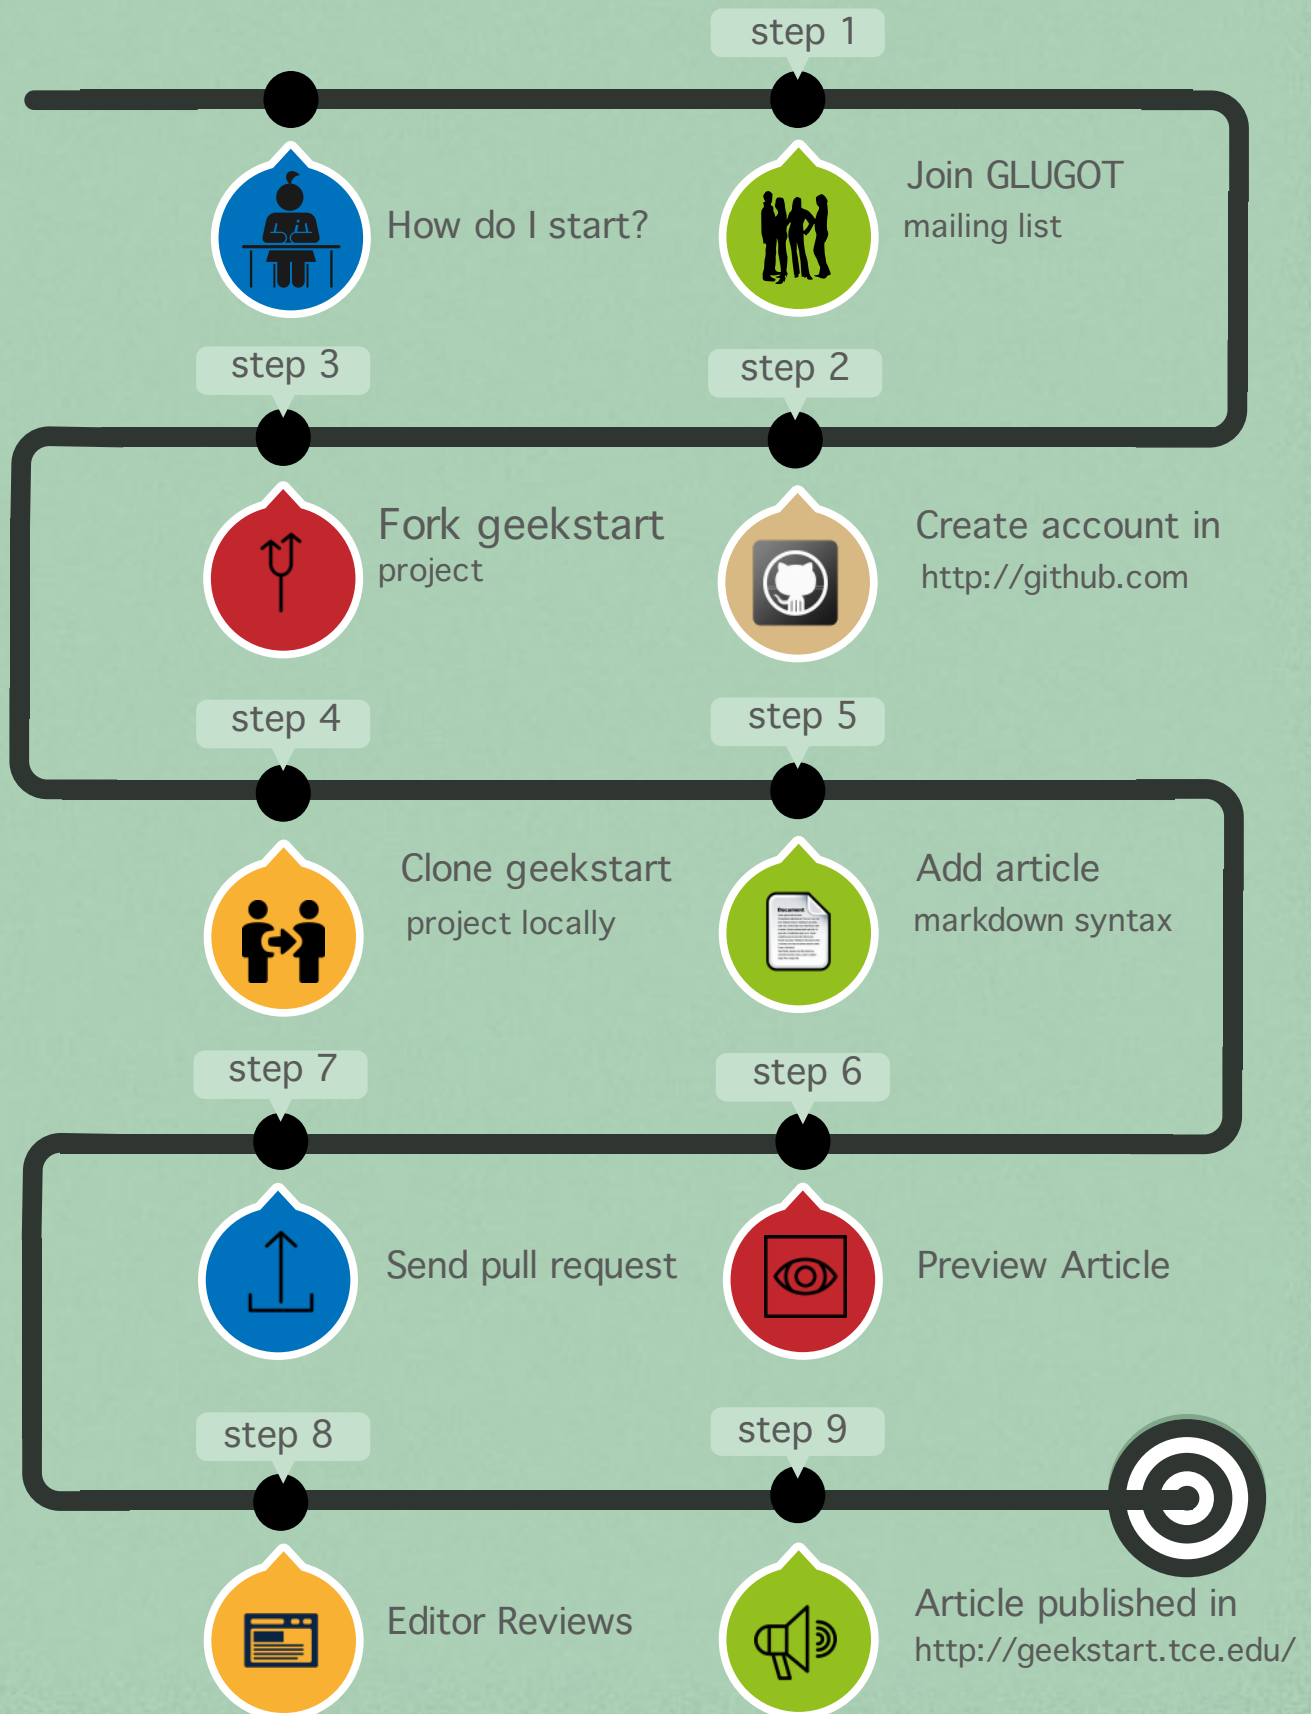 step 1
How do I start?
Join GLUGOT
mailing list
step 2
Create account in
http://github.com
step 3
Fork geekstart
project
step 4
Clone geekstart
project locally
step 5
Document
Add article
markdown syntax
step 6
Preview Article
step 7
Send pull request
step 8
Editor Reviews
step 9
Article published in
http://geekstart.tce.edu/